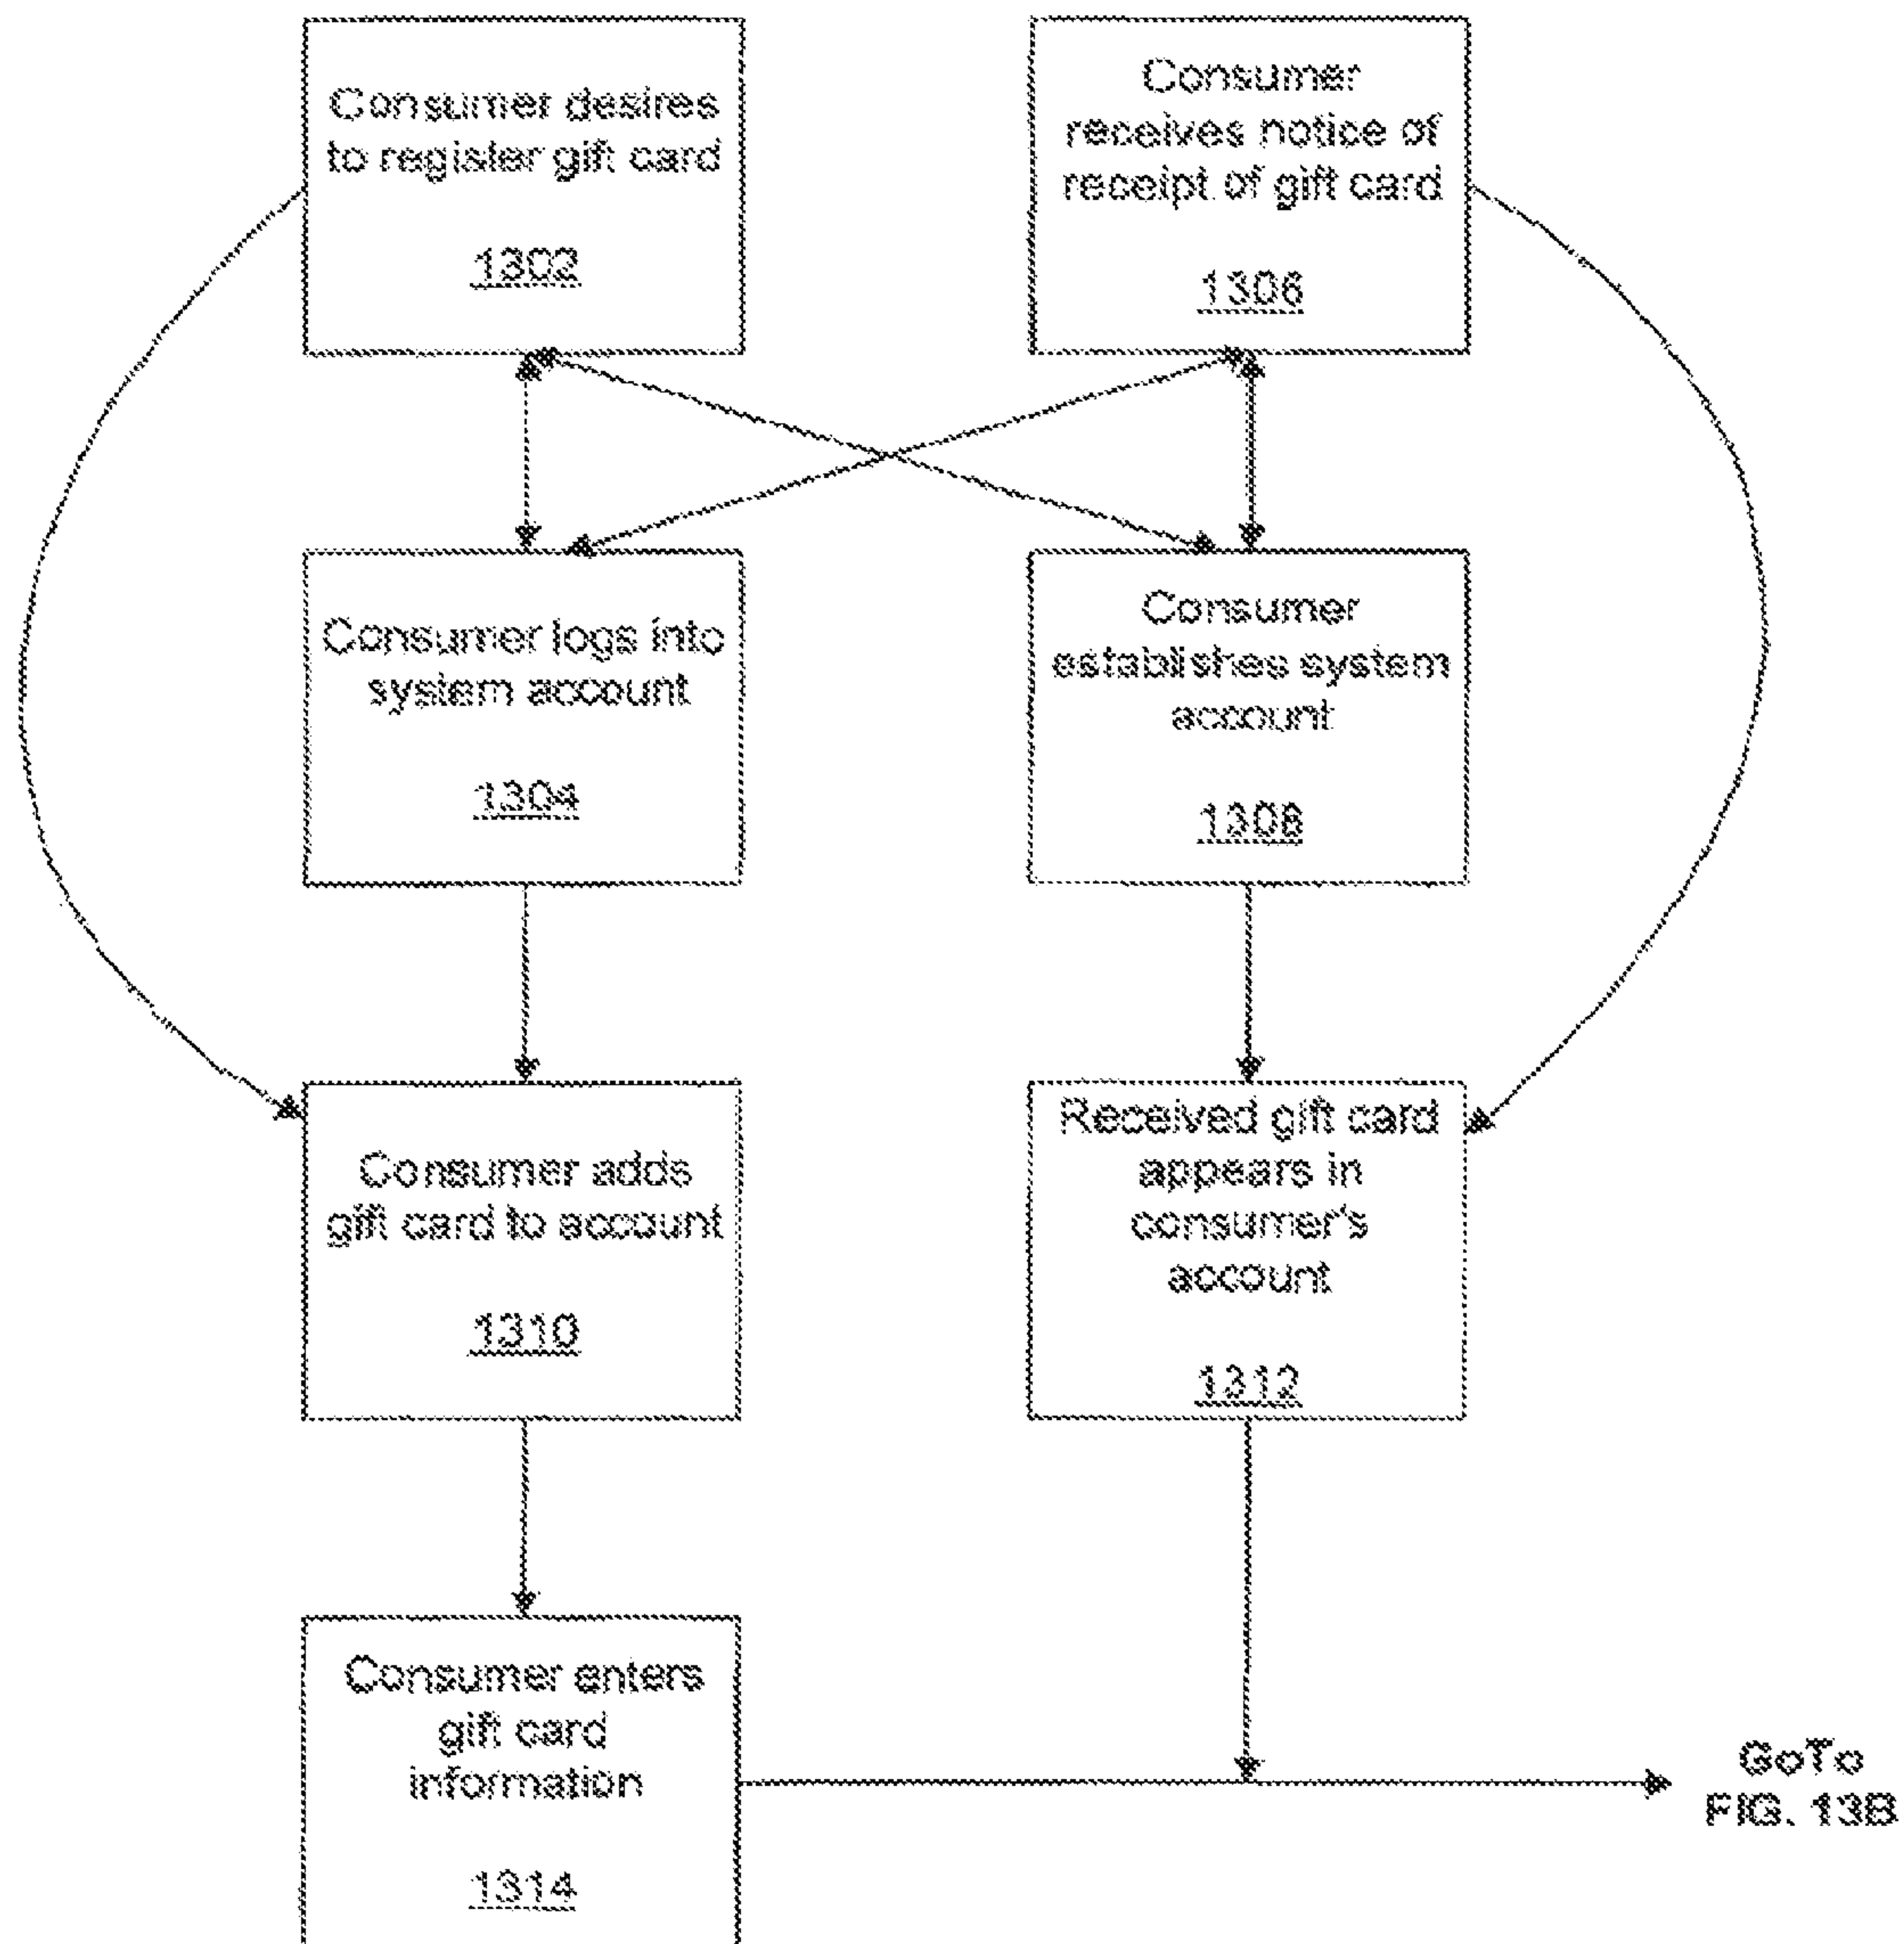 Consumer desires
to register gift card
1302
Consumer
receives notice of
receipt of gift card
1306
Consumer logs into
system account
1304
Consumer
establishes system
account
1308
Consumer adds
gift card to account
1310
Received gift card
appears in
consumer's
account
1312
Consumer enters
gift card
information
1314
GoTo
FIG. 13B